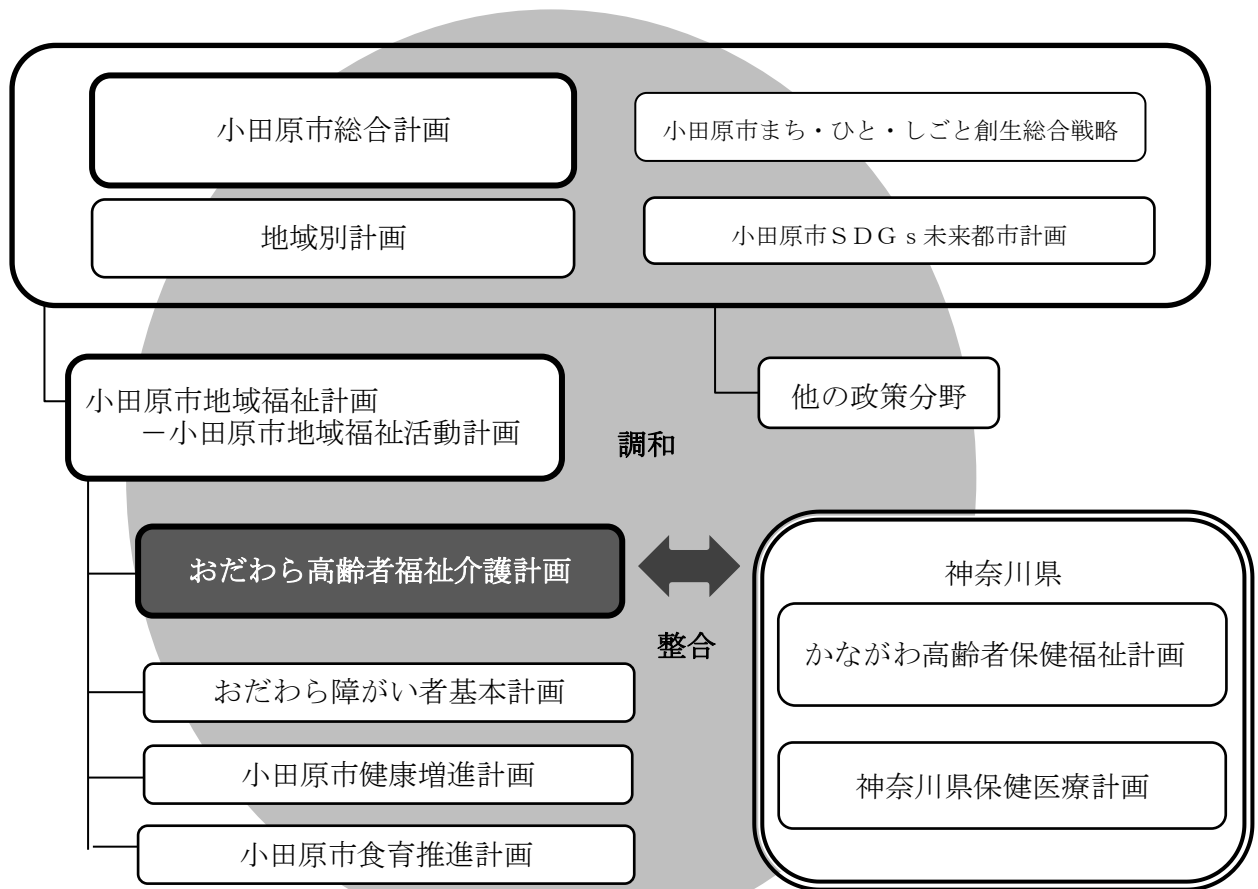 小田原市総合計画
小田原市まち・ひと・しごと創生総合戦略
地域別計画
小田原市ＳＤＧｓ未来都市計画
小田原市地域福祉計画
－小田原市地域福祉活動計画
他の政策分野
調和
おだわら高齢者福祉介護計画
整合
神奈川県
かながわ高齢者保健福祉計画
神奈川県保健医療計画
おだわら障がい者基本計画
小田原市健康増進計画
小田原市食育推進計画